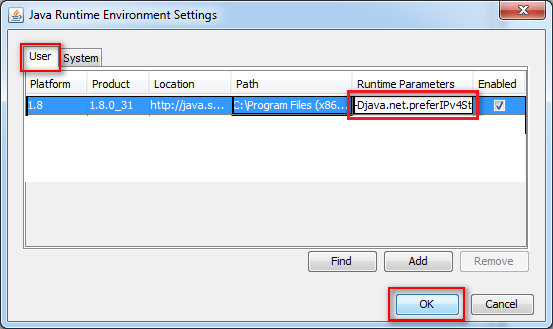 Java Runtime Environment Settings
User System
Platform Product Location Path Runtime Parameters Enabled
1.8 1.8.0_31 http://java.s... C:\Program Files (x86... -Djava.net.preferIPv4St
Find Add Remove
OK Cancel